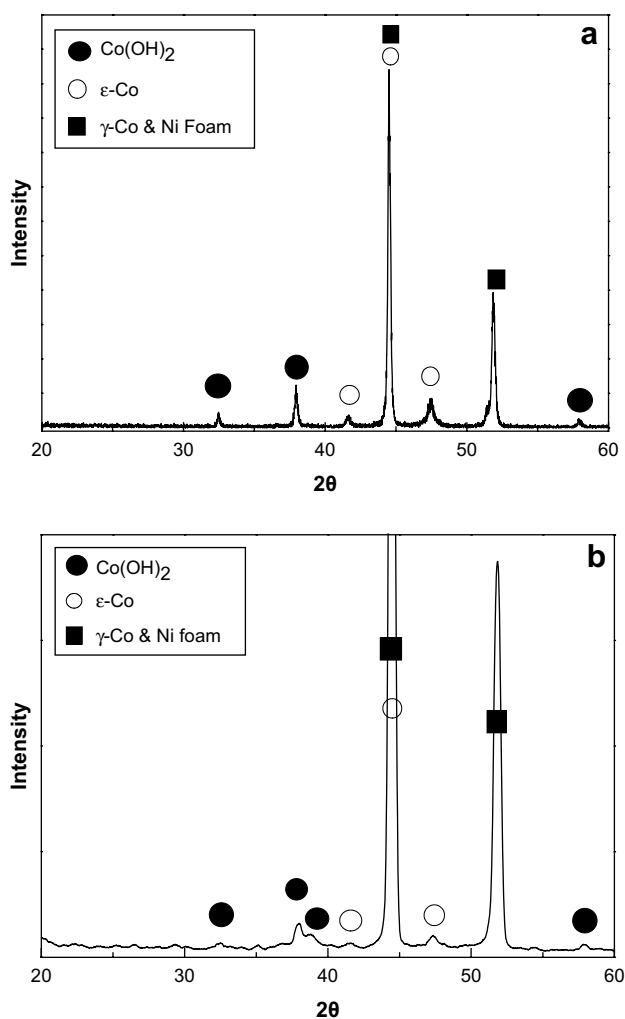 a
Co(OH)2
ε-Co
γ-Co & Ni Foam
Intensity
20 30 40 50 60
2θ
b
Co(OH)2
ε-Co
γ-Co & Ni foam
Intensity
20 30 40 50 60
2θ